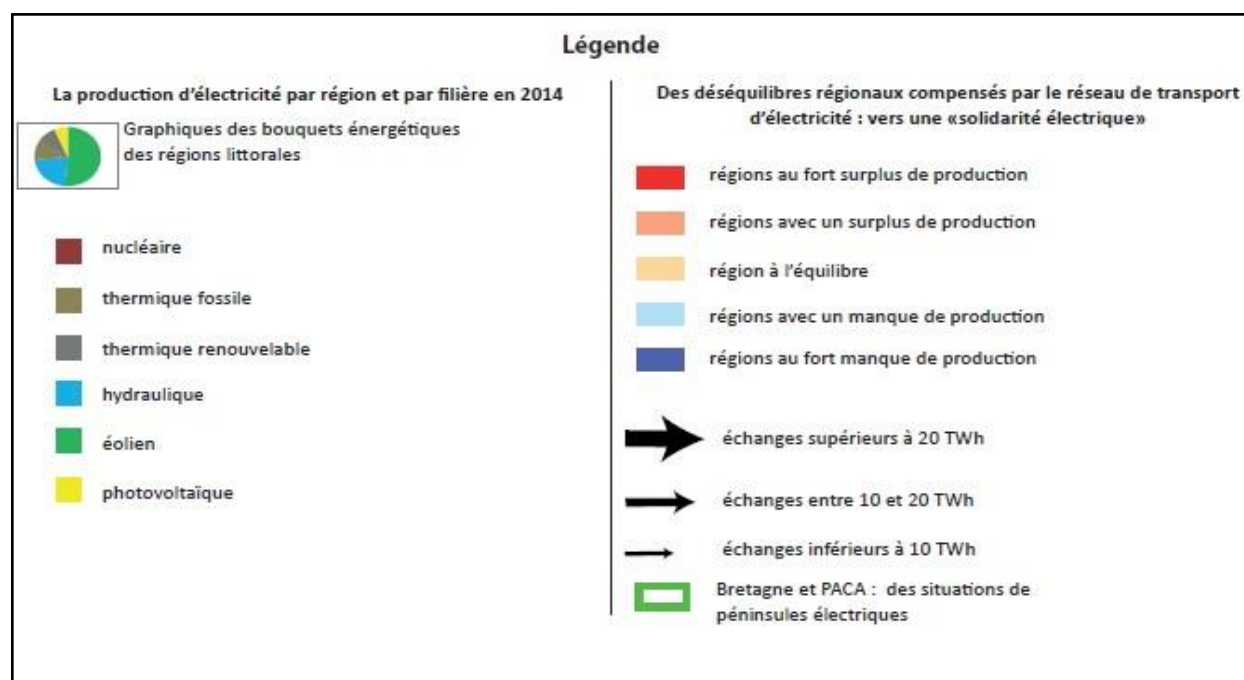 Légende
La production d'électricité par région et par filière en 2014
Graphiques des bouquets énergétiques
des régions littorales
nucléaire
thermique fossile
thermique renouvelable
hydraulique
éolien
photovoltaïque
Des déséquilibres régionaux compensés par le réseau de transport
d'électricité : vers une «solidarité électrique»
régions au fort surplus de production
régions avec un surplus de production
région à l'équilibre
régions avec un manque de production
régions au fort manque de production
échanges supérieurs à 20 TWh
échanges entre 10 et 20 TWh
échanges inférieurs à 10 TWh
Bretagne et PACA : des situations de
péninsules électriques